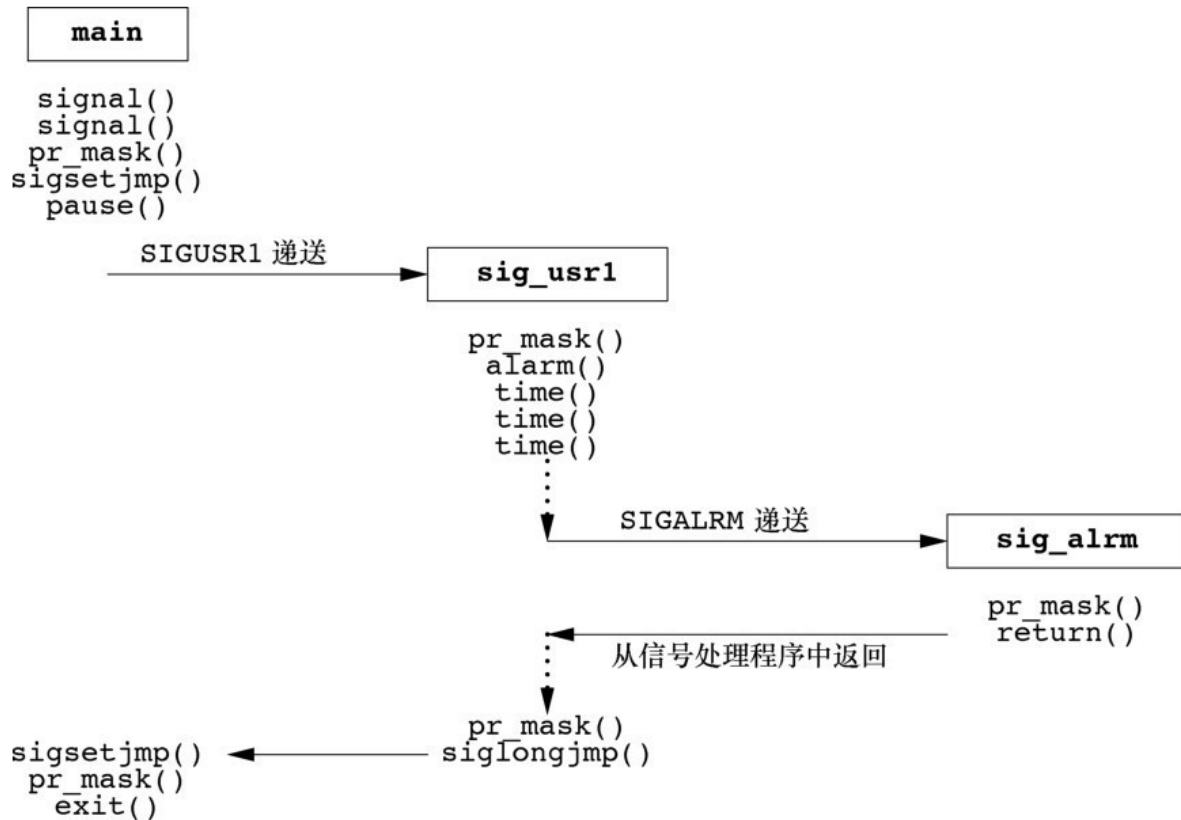 main
signal()
signal()
pr_mask()
sigsetjmp()
pause()
SIGUSR1 递送
sig_usr1
pr_mask()
alarm()
time()
time()
time()
SIGALRM 递送
sig_alrm
pr_mask()
return()
从信号处理程序中返回
pr_mask()
siglongjmp()
sigsetjmp()
pr_mask()
exit()